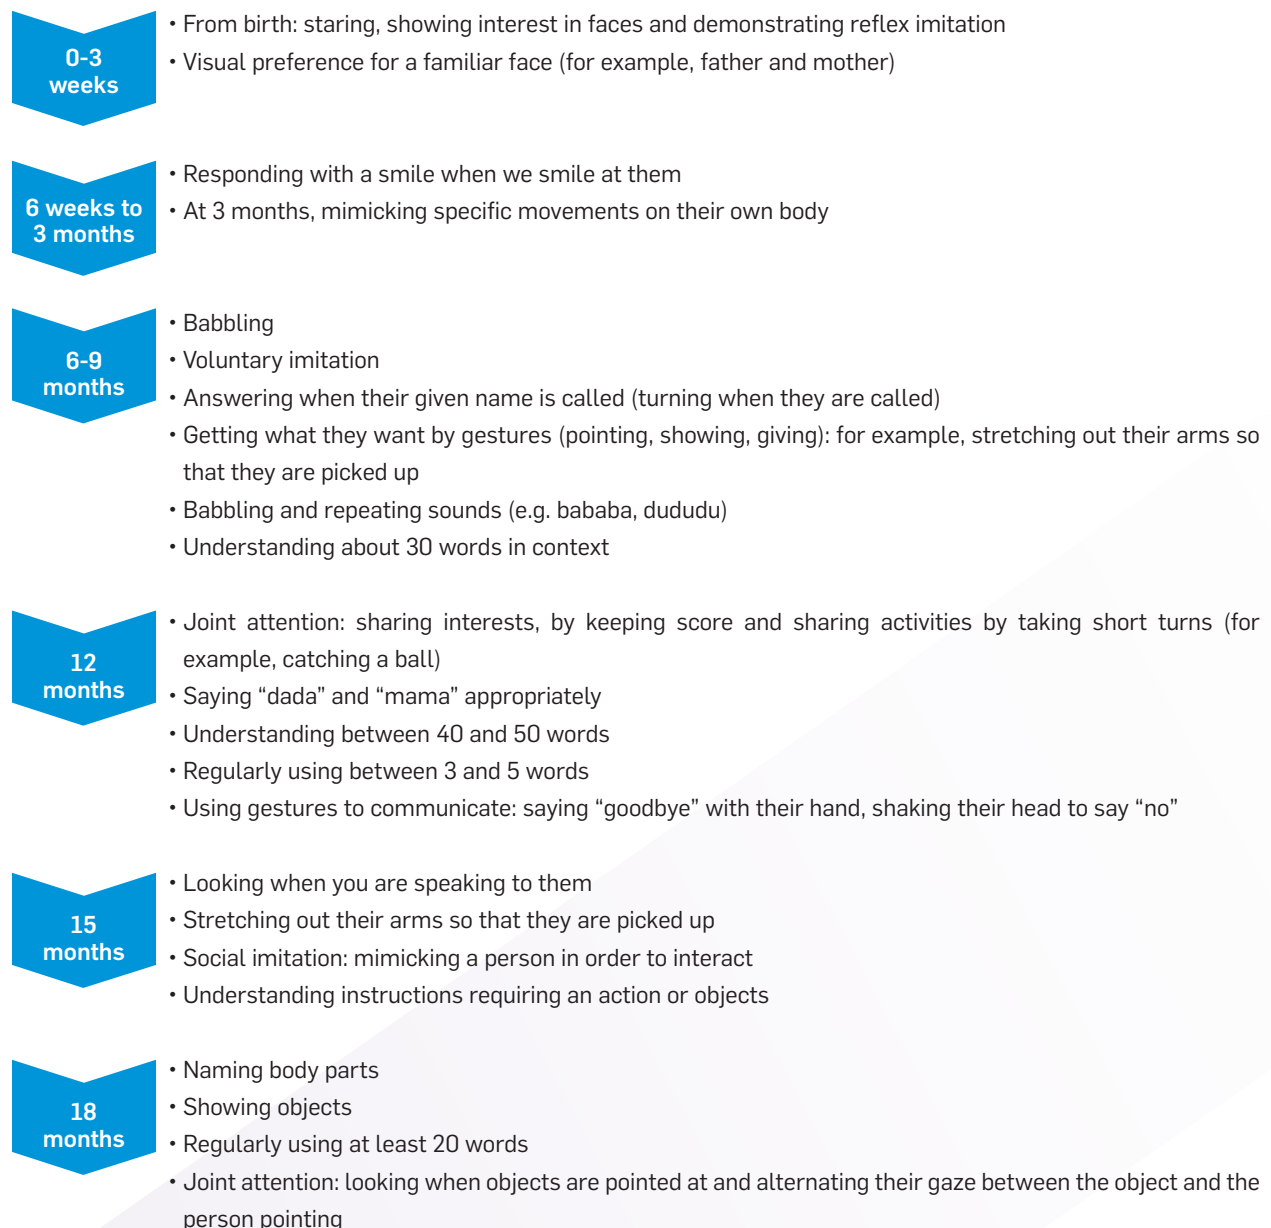 0-3
weeks
• From birth: staring, showing interest in faces and demonstrating reflex imitation
• Visual preference for a familiar face (for example, father and mother)
6 weeks to
3 months
• Responding with a smile when we smile at them
• At 3 months, mimicking specific movements on their own body
6-9
months
• Babbling
• Voluntary imitation
• Answering when their given name is called (turning when they are called)
• Getting what they want by gestures (pointing, showing, giving): for example, stretching out their arms so
that they are picked up
• Babbling and repeating sounds (e.g. bababa, dududu)
• Understanding about 30 words in context
12
months
• Joint attention: sharing interests, by keeping score and sharing activities by taking short turns (for
example, catching a ball)
• Saying “dada” and “mama” appropriately
• Understanding between 40 and 50 words
• Regularly using between 3 and 5 words
• Using gestures to communicate: saying “goodbye” with their hand, shaking their head to say “no”
15
months
• Looking when you are speaking to them
• Stretching out their arms so that they are picked up
• Social imitation: mimicking a person in order to interact
• Understanding instructions requiring an action or objects
18
months
• Naming body parts
• Showing objects
• Regularly using at least 20 words
• Joint attention: looking when objects are pointed at and alternating their gaze between the object and the
person pointing